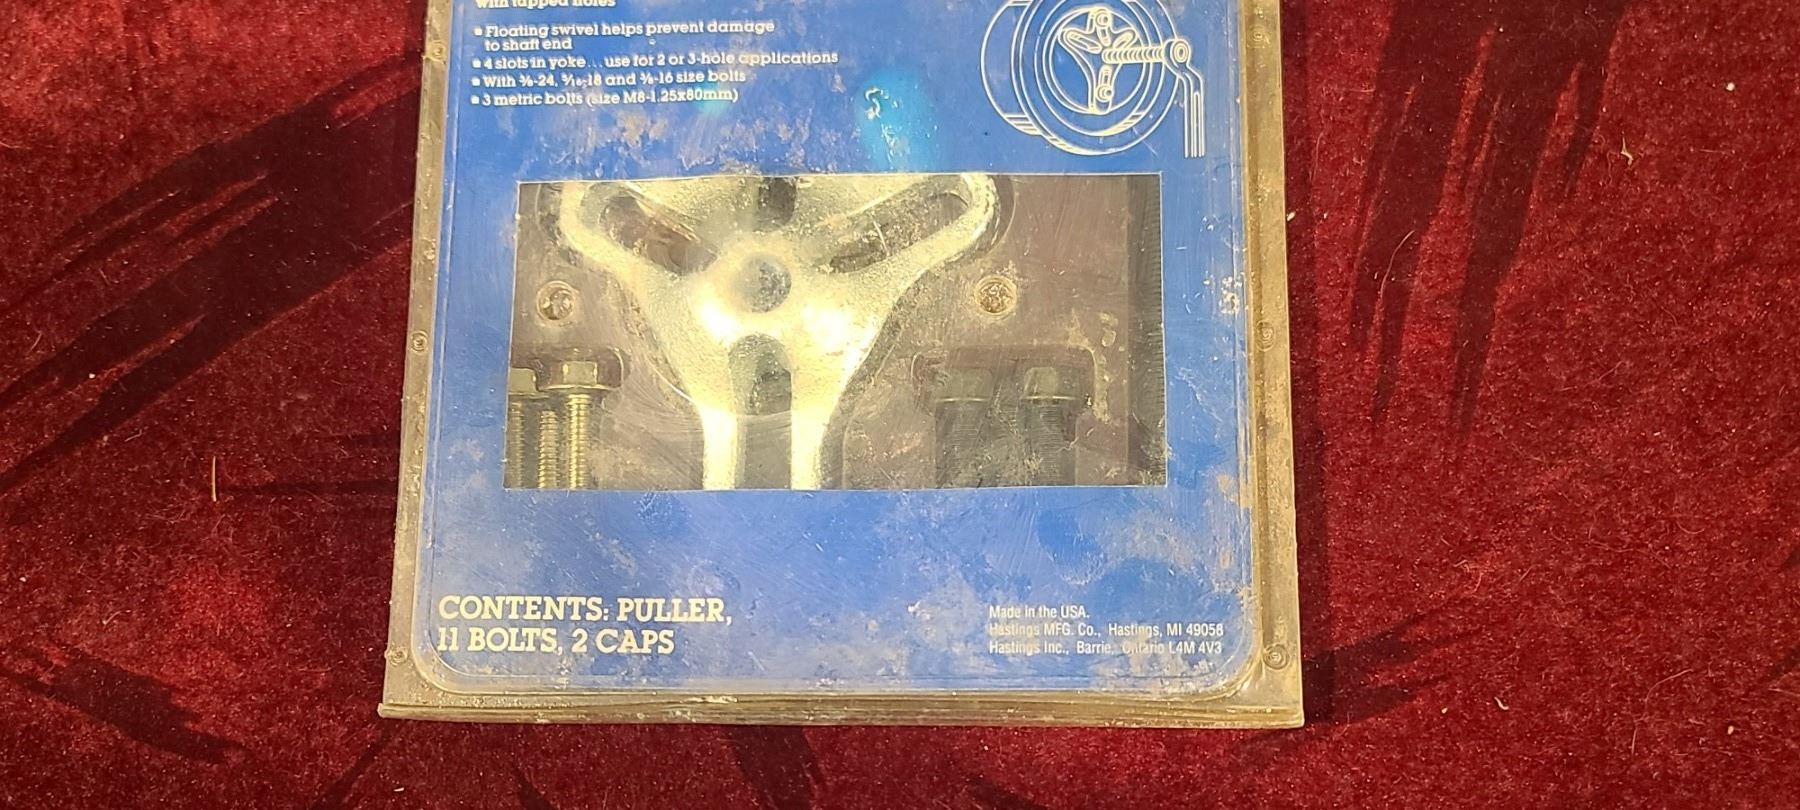 with tapped holes
▪ Floating swivel helps prevent damage
to shaft end
▪ 4 slots in yoke...use for 2 or 3-hole applications
▪ With ⅜-24, 5/16-18 and ⅜-16 size bolts
▪ 3 metric bolts (size M8-1.25x80mm)
CONTENTS: PULLER,
11 BOLTS, 2 CAPS
Made in the USA.
Hastings MFG. Co., Hastings, MI 49058
Hastings Inc., Barrie, Ontario L4M 4V3